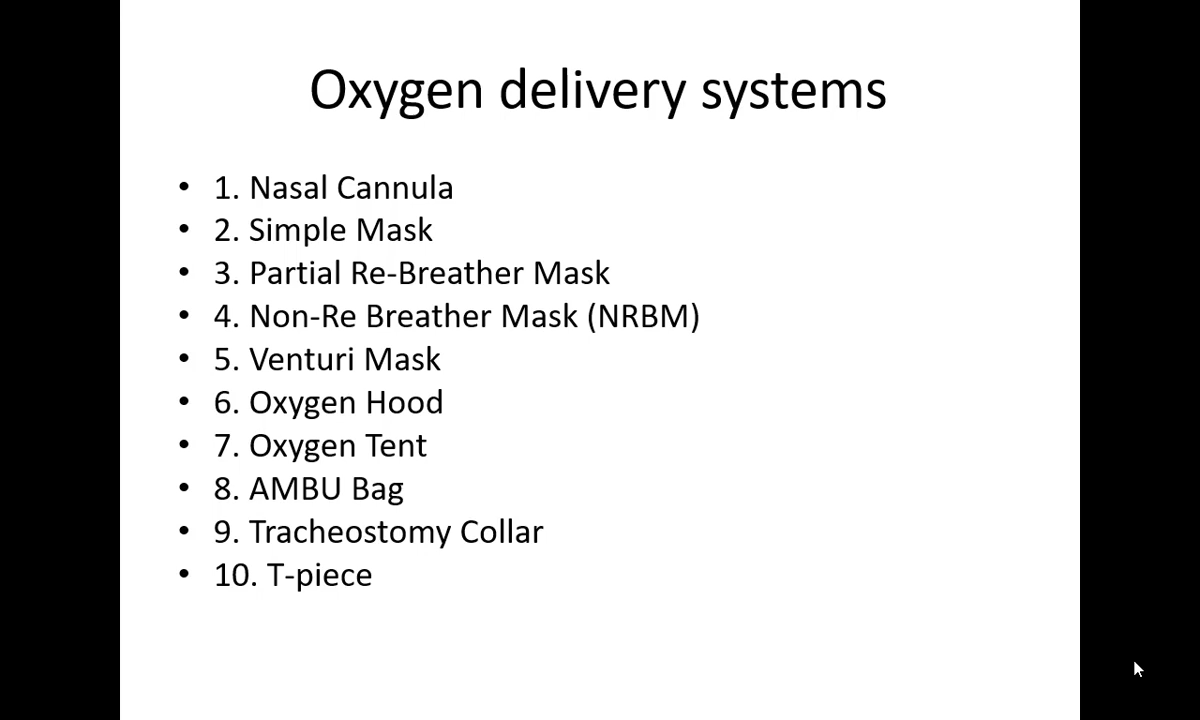 Oxygen delivery systems
• 1. Nasal Cannula
• 2. Simple Mask
• 3. Partial Re-Breather Mask
• 4. Non-Re Breather Mask (NRBM)
• 5. Venturi Mask
• 6. Oxygen Hood
• 7. Oxygen Tent
• 8. AMBU Bag
• 9. Tracheostomy Collar
• 10. T-piece